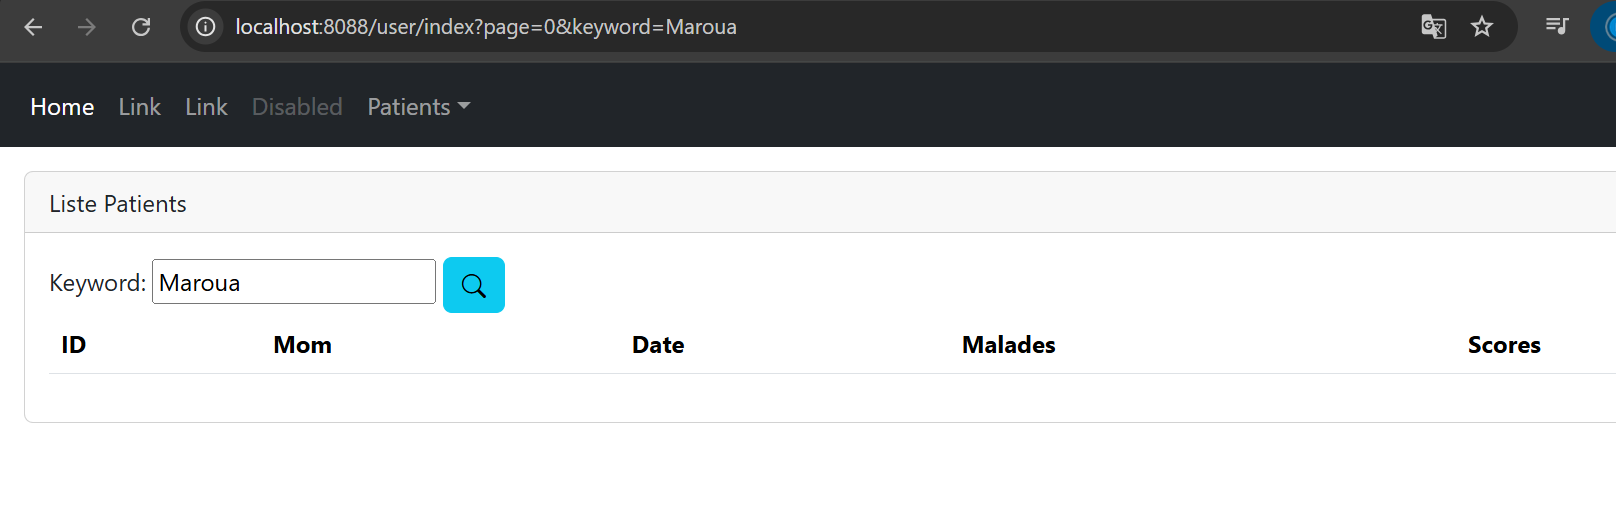 localhost:8088/user/index?page=0&keyword=Maroua
Home Link Link Disabled Patients
Liste Patients
Keyword: Maroua
ID Mom Date Malades Scores